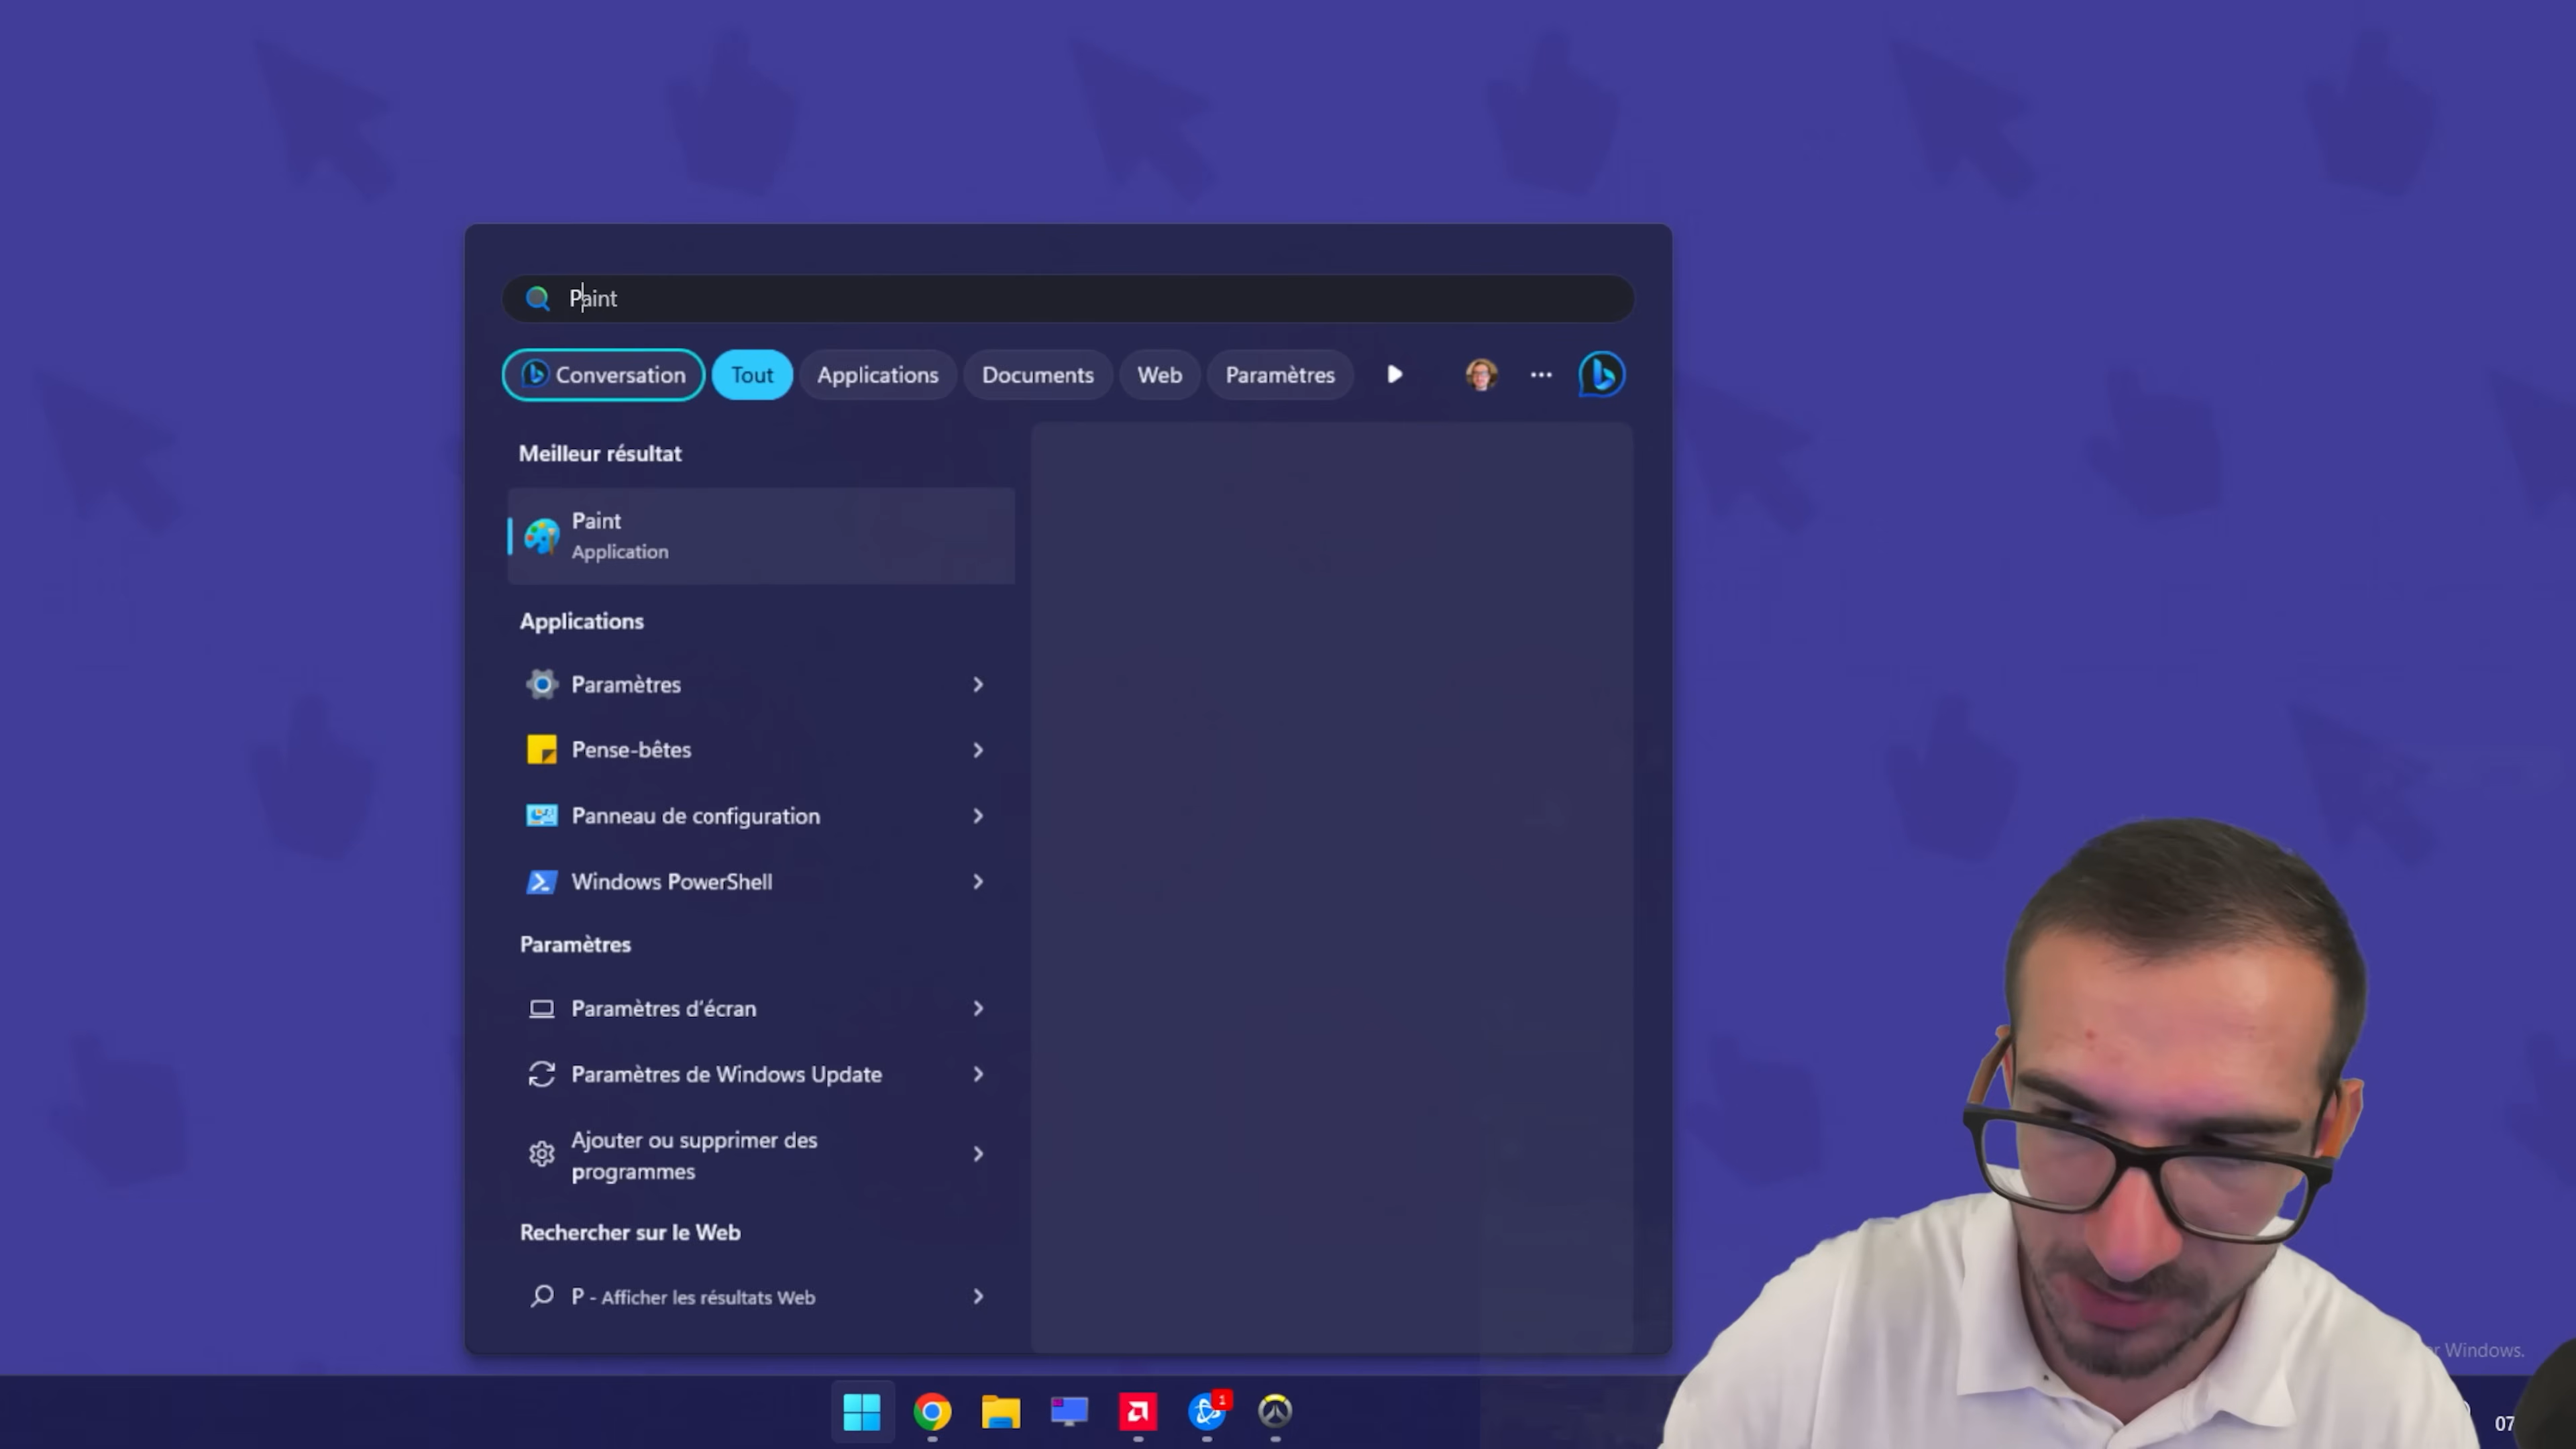 Paint
Conversation Tout Applications Documents Web Paramètres
Meilleur résultat
Paint
Application
Applications
Paramètres
Pense-bêtes
Panneau de configuration
Windows PowerShell
Paramètres
Paramètres d'écran
Paramètres de Windows Update
Ajouter ou supprimer des
programmes
Rechercher sur le Web
P - Afficher les résultats Web
Windows.
1
07